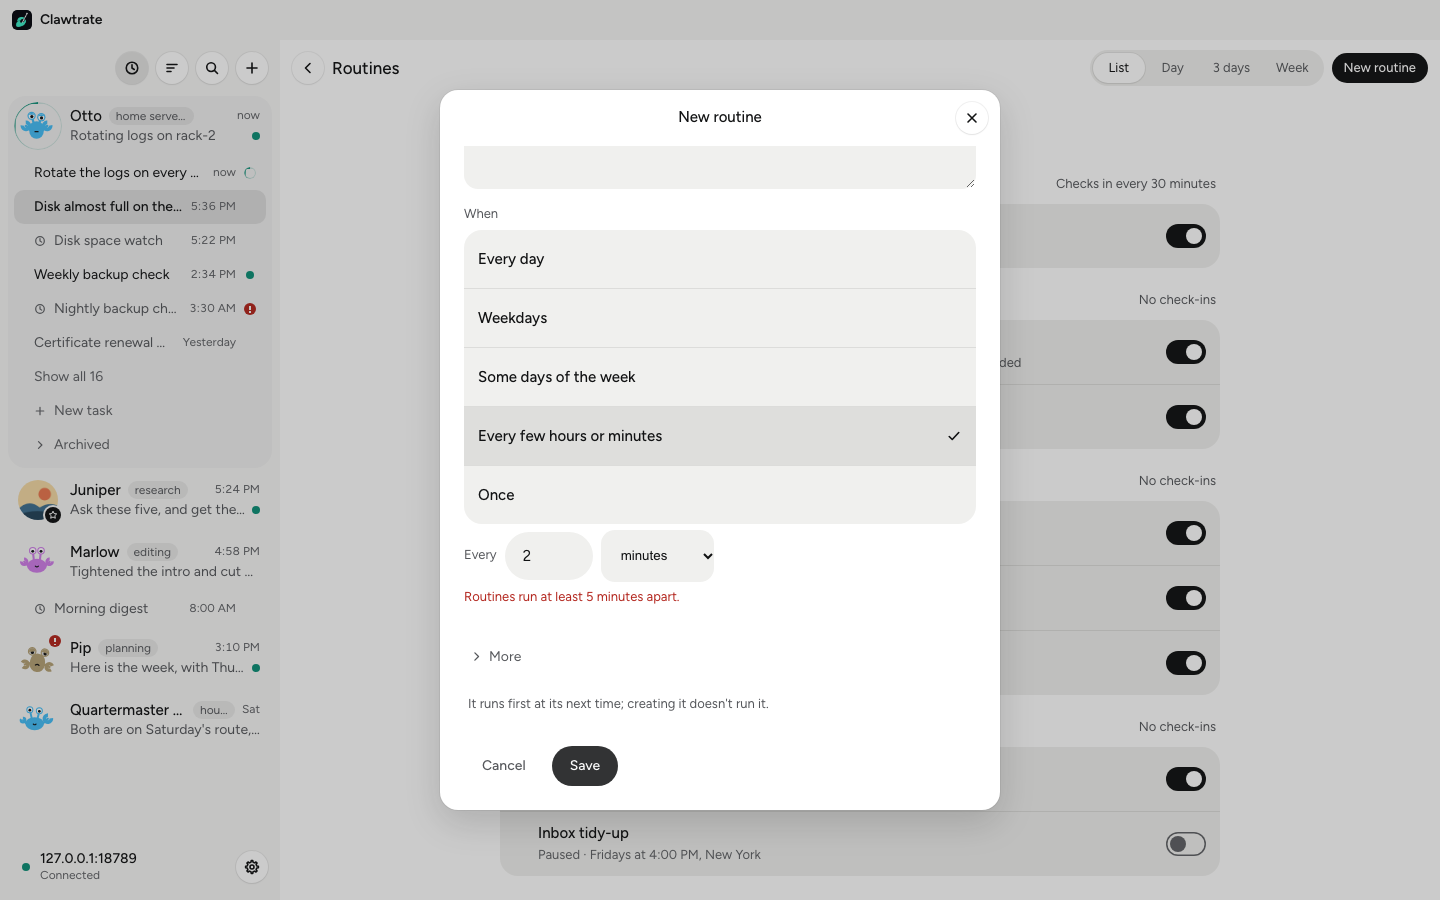 Clawtrate
Routines
List
Day
3 days
Week
New routine
Otto
home serve...
now
Rotating logs on rack-2
Rotate the logs on every ...
now
Disk almost full on the...
5:36 PM
Disk space watch
5:22 PM
Weekly backup check
2:34 PM
Nightly backup ch...
3:30 AM
Certificate renewal ...
Yesterday
Show all 16
New task
Archived
Juniper
research
5:24 PM
Ask these five, and get the...
Marlow
editing
4:58 PM
Tightened the intro and cut ...
Morning digest
8:00 AM
Pip
planning
3:10 PM
Here is the week, with Thu...
Quartermaster ...
hou...
Sat
Both are on Saturday's route,...
127.0.0.1:18789
Connected
New routine
When
Every day
Weekdays
Some days of the week
Every few hours or minutes
Once
Every
2
minutes
Routines run at least 5 minutes apart.
More
It runs first at its next time; creating it doesn't run it.
Cancel
Save
Checks in every 30 minutes
No check-ins
ded
No check-ins
No check-ins
Inbox tidy-up
Paused · Fridays at 4:00 PM, New York